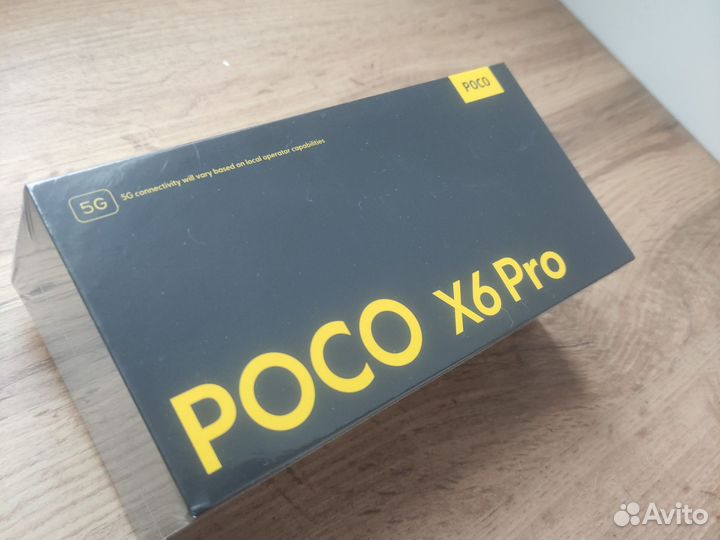 POCO
5G
5G connectivity will vary based on local operator capabilities
POCO X6 Pro
Avito